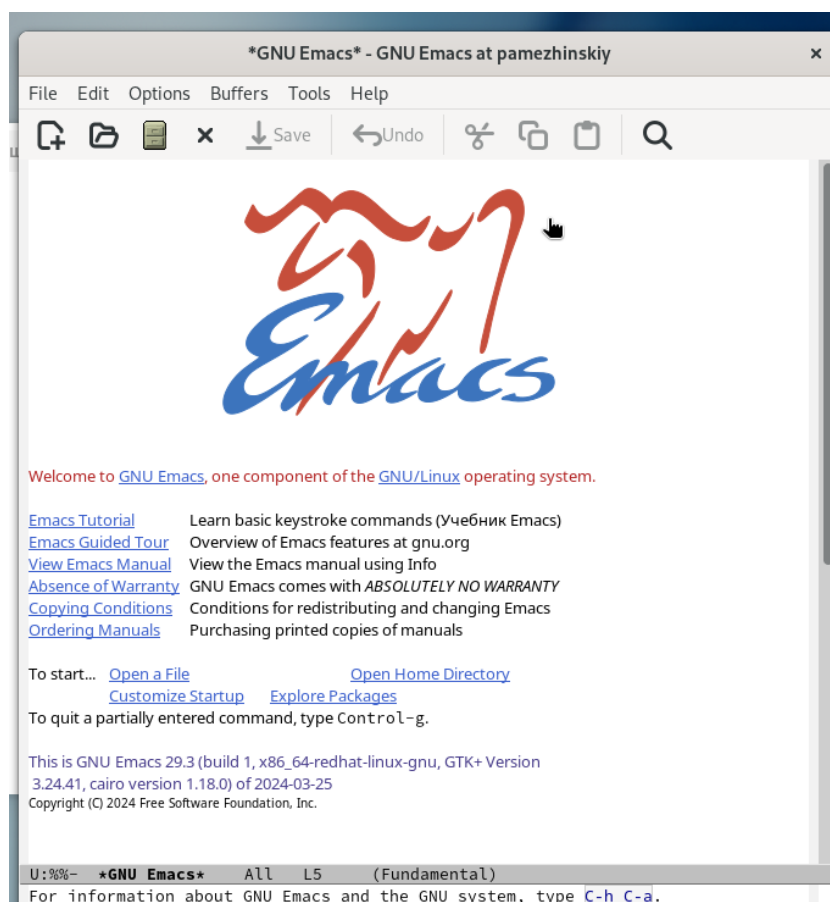 *GNU Emacs* - GNU Emacs at pamezhinskiy ×
File Edit Options Buffers Tools Help
Save Undo
Emacs
Welcome to GNU Emacs, one component of the GNU/Linux operating system.
Emacs Tutorial Learn basic keystroke commands (Учебник Emacs)
Emacs Guided Tour Overview of Emacs features at gnu.org
View Emacs Manual View the Emacs manual using Info
Absence of Warranty GNU Emacs comes with ABSOLUTELY NO WARRANTY
Copying Conditions Conditions for redistributing and changing Emacs
Ordering Manuals Purchasing printed copies of manuals
To start... Open a File Open Home Directory
Customize Startup Explore Packages
To quit a partially entered command, type Control-g.
This is GNU Emacs 29.3 (build 1, x86_64-redhat-linux-gnu, GTK+ Version
3.24.41, cairo version 1.18.0) of 2024-03-25
Copyright (C) 2024 Free Software Foundation, Inc.
U:%%- *GNU Emacs* All L5 (Fundamental)
For information about GNU Emacs and the GNU system, type C-h C-a.